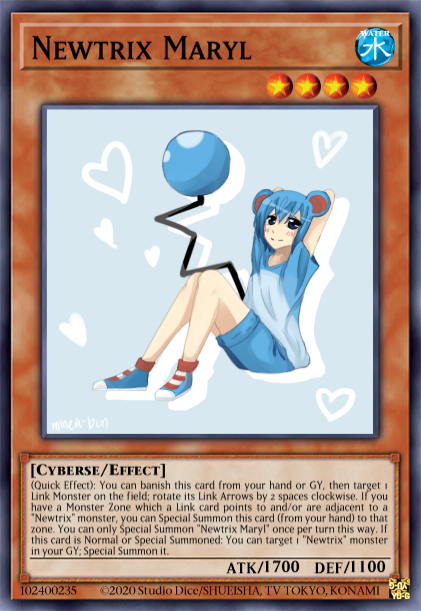 Newtrix Maryl
WATER
水
minea-bun
[Cyberse/Effect]
(Quick Effect): You can banish this card from your hand or GY, then target 1
Link Monster on the field; rotate its Link Arrows by 2 spaces clockwise. If you
have a Monster Zone which a Link card points to and/or are adjacent to a
"Newtrix" monster, you can Special Summon this card (from your hand) to that
zone. You can only Special Summon "Newtrix Maryl" once per turn this way. If
this card is Normal or Special Summoned: You can target 1 "Newtrix" monster
in your GY; Special Summon it.
ATK/1700 DEF/1100
102400235 ©2020 Studio Dice/SHUEISHA, TV TOKYO, KONAMI